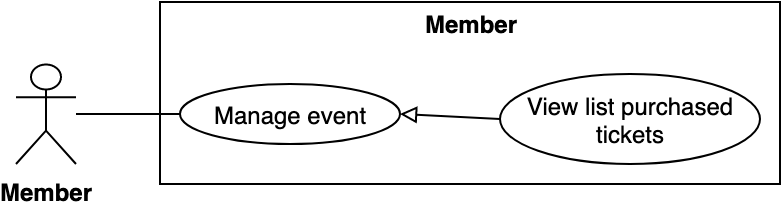 Member
Manage event
View list purchased
tickets
Member